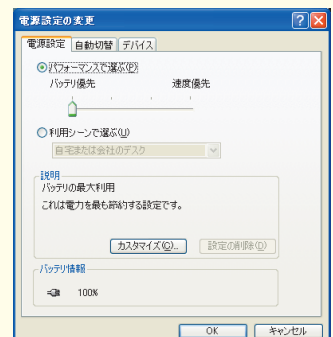 電源設定の変更
電源設定 自動切替 デバイス
パフォーマンスで選ぶ(P)
バッテリ優先 速度優先
利用シーンで選ぶ(U)
自宅または会社のデスク
説明
バッテリの最大利用
これは電力を最も節約する設定です。
カスタマイズ(C)... 設定の削除(D)
バッテリ情報
100%
OK キャンセル